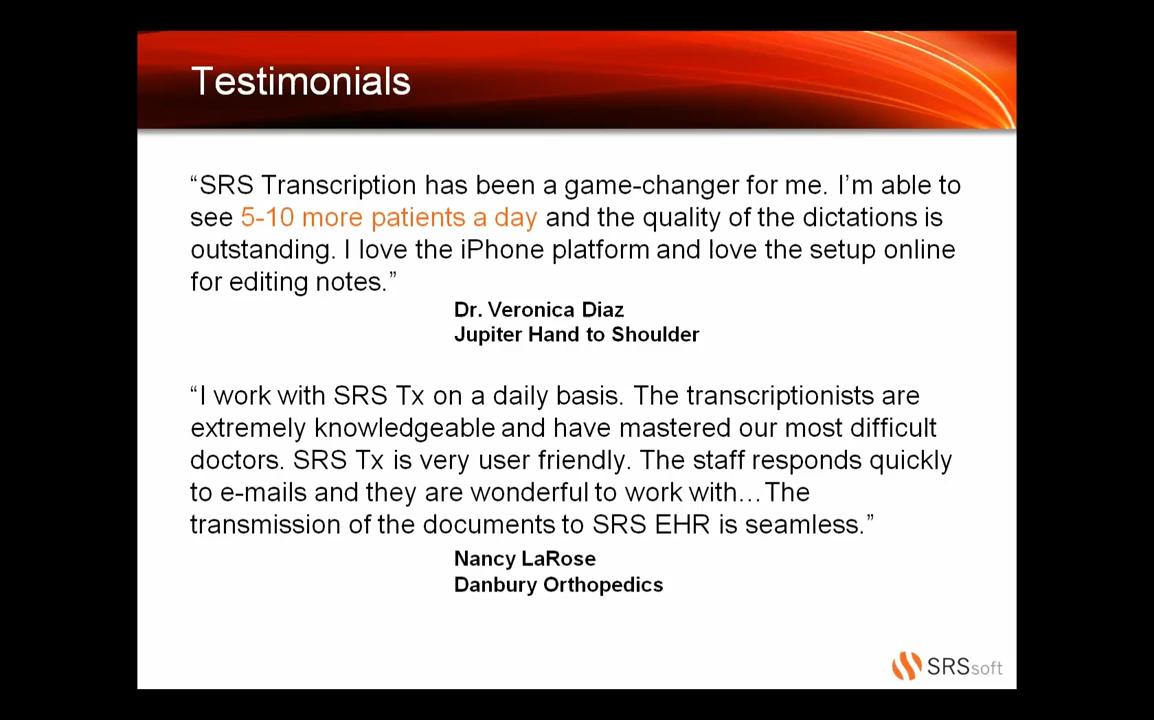 Testimonials
“SRS Transcription has been a game-changer for me. I’m able to
see 5-10 more patients a day and the quality of the dictations is
outstanding. I love the iPhone platform and love the setup online
for editing notes.”
Dr. Veronica Diaz
Jupiter Hand to Shoulder
“I work with SRS Tx on a daily basis. The transcriptionists are
extremely knowledgeable and have mastered our most difficult
doctors. SRS Tx is very user friendly. The staff responds quickly
to e-mails and they are wonderful to work with…The
transmission of the documents to SRS EHR is seamless.”
Nancy LaRose
Danbury Orthopedics
SRSsoft